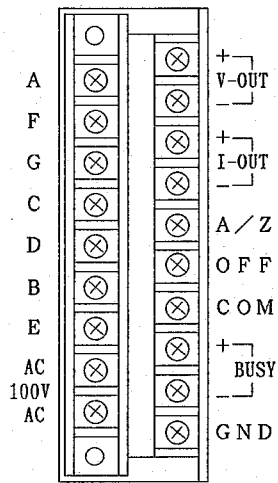 A
F
G
C
D
B
E
AC
100V
AC
+
V-OUT
-
+
I-OUT
-
A/Z
OFF
COM
+
BUSY
-
GND